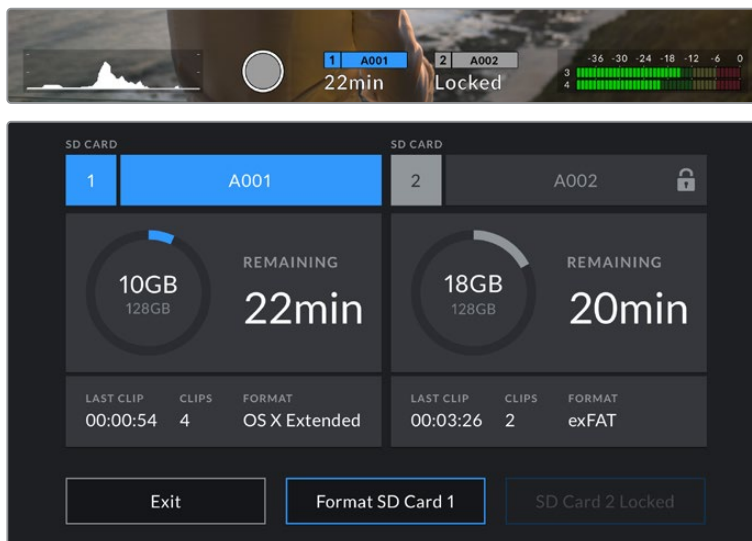 1 A001
22min
2 A002
Locked
-36 -30 -24 -18 -12 -6 0
3
4
SD CARD
1 A001
10GB
128GB
REMAINING
22min
LAST CLIP CLIPS FORMAT
00:00:54 4 OS X Extended
SD CARD
2 A002
18GB
128GB
REMAINING
20min
LAST CLIP CLIPS FORMAT
00:03:26 2 exFAT
Exit
Format SD Card 1
SD Card 2 Locked